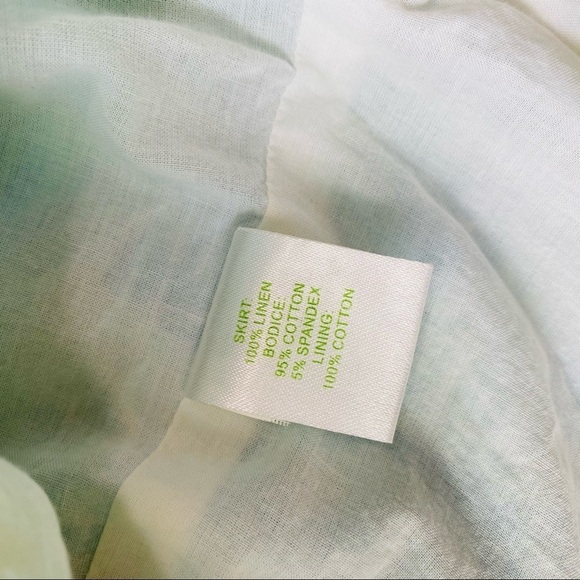 SKIRT:
100% LINEN
BODICE:
95% COTTON
5% SPANDEX
LINING:
100% COTTON